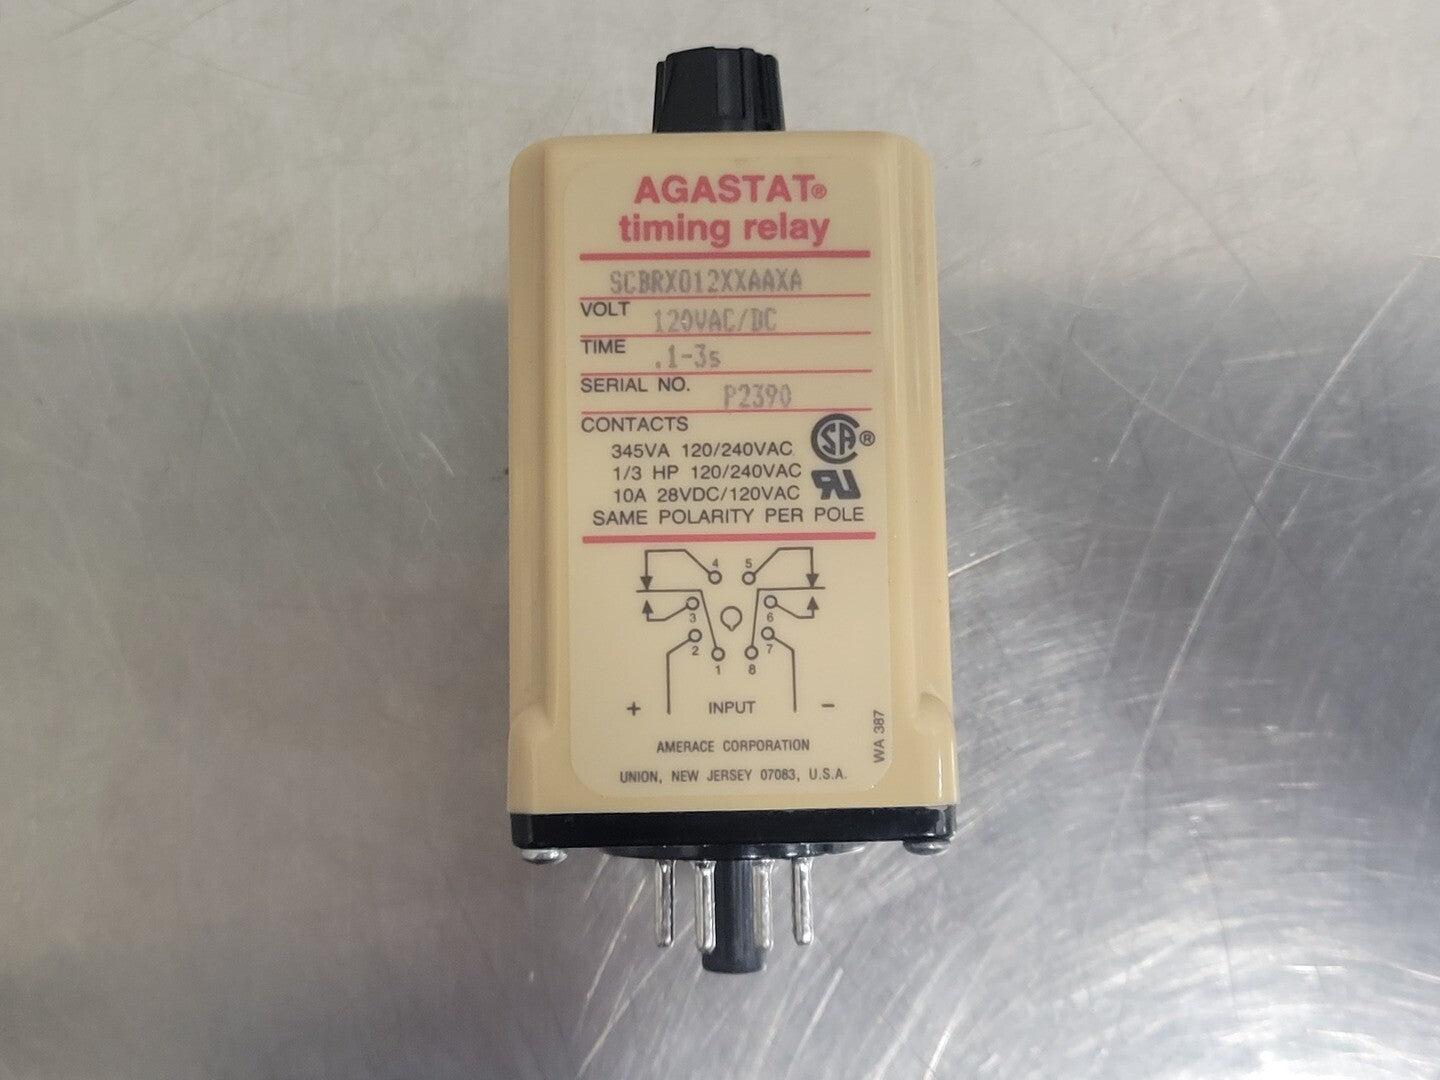 AGASTAT®
timing relay
SCBRX012XXAAXA
VOLT 120VAC/DC
TIME .1-3s
SERIAL NO. P2390
CONTACTS
345VA 120/240VAC
1/3 HP 120/240VAC
10A 28VDC/120VAC
SAME POLARITY PER POLE
SA ®
RU
4 5
3 6
2 7
1 8
+ INPUT −
AMERACE CORPORATION
UNION, NEW JERSEY 07083, U.S.A.
WA 387